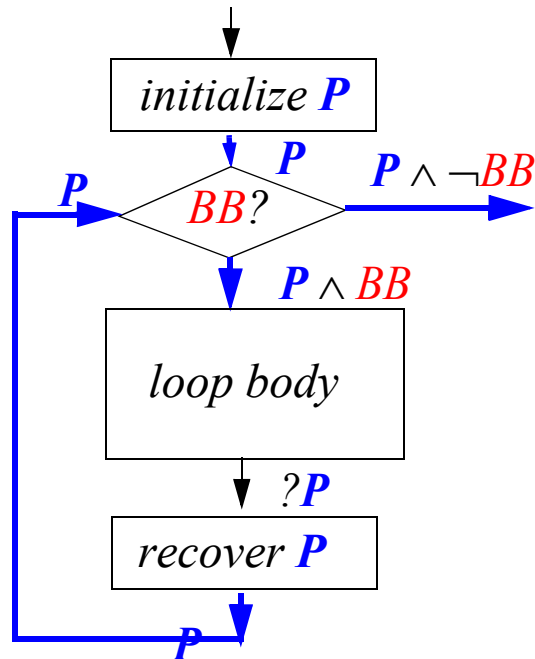 initialize P
P
P ∧ ¬BB
P
BB?
P ∧ BB
loop body
?P
recover P
P